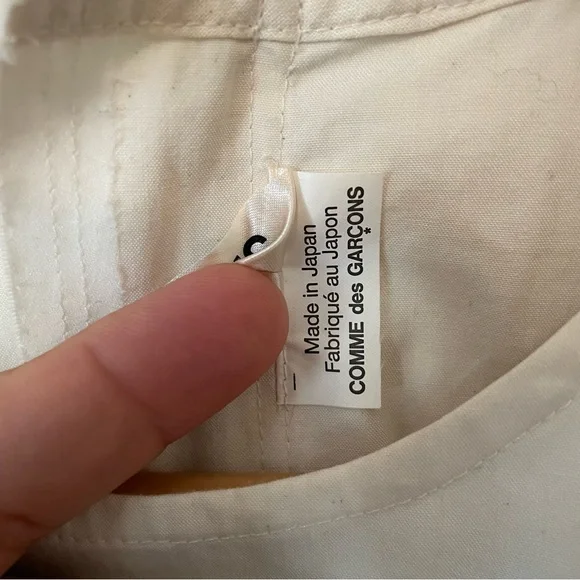 Made in Japan
Fabriqué au Japon
COMME des GARÇONS